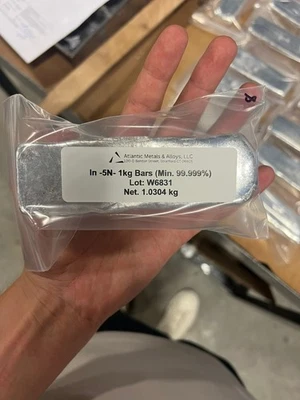 Atlantic Metals & Alloys, LLC
In -5N- 1kg Bars (Min. 99.999%)
Lot: W6831
Net. 1.0304 kg